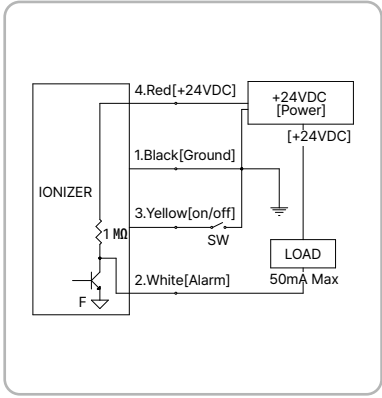 4.Red[+24VDC]
+24VDC
[Power]
[+24VDC]
1.Black[Ground]
IONIZER
3.Yellow[on/off]
1 MΩ
SW
LOAD
2.White[Alarm]
50mA Max
F